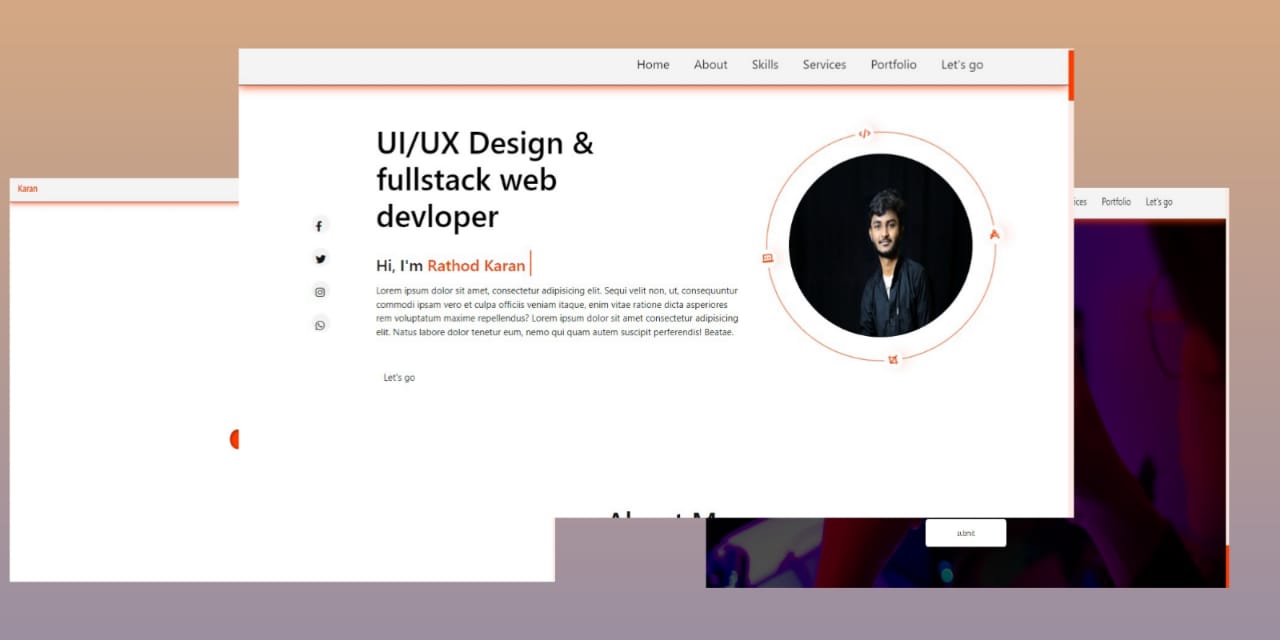 Home About Skills Services Portfolio Let's go
UI/UX Design &
fullstack web
devloper
Hi, I'm Rathod Karan
Lorem ipsum dolor sit amet, consectetur adipisicing elit. Sequi velit non, ut, consequuntur
commodi ipsam vero et culpa officiis veniam itaque, enim vitae ratione dicta asperiores
rem voluptatum maxime repellendus? Lorem ipsum dolor sit amet consectetur adipisicing
elit. Natus labore dolor tenetur eum, nemo qui quam autem suscipit perferendis! Beatae.
Let's go
Karan
Portfolio Let's go